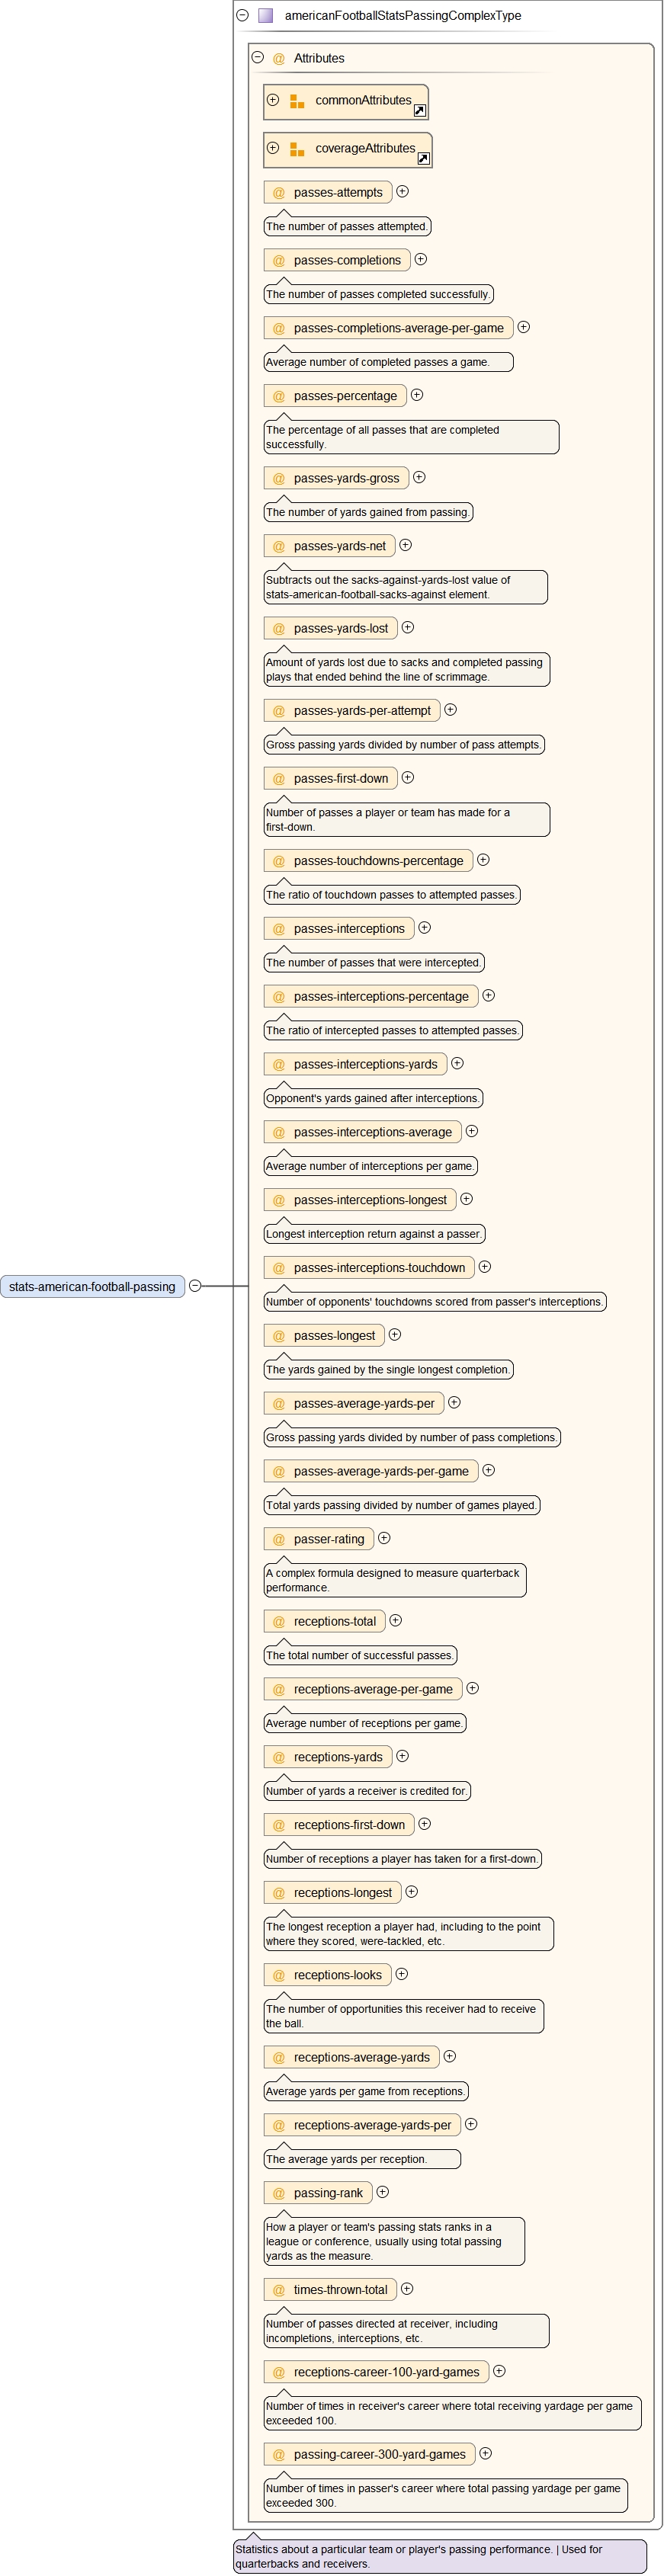 americanFootballStatsPassingComplexType
@ Attributes
commonAttributes
coverageAttributes
@ passes-attempts
The number of passes attempted.
@ passes-completions
The number of passes completed successfully.
@ passes-completions-average-per-game
Average number of completed passes a game.
@ passes-percentage
The percentage of all passes that are completed
successfully.
@ passes-yards-gross
The number of yards gained from passing.
@ passes-yards-net
Subtracts out the sacks-against-yards-lost value of
stats-american-football-sacks-against element.
@ passes-yards-lost
Amount of yards lost due to sacks and completed passing
plays that ended behind the line of scrimmage.
@ passes-yards-per-attempt
Gross passing yards divided by number of pass attempts.
@ passes-first-down
Number of passes a player or team has made for a
first-down.
@ passes-touchdowns-percentage
The ratio of touchdown passes to attempted passes.
@ passes-interceptions
The number of passes that were intercepted.
@ passes-interceptions-percentage
The ratio of intercepted passes to attempted passes.
@ passes-interceptions-yards
Opponent's yards gained after interceptions.
@ passes-interceptions-average
Average number of interceptions per game.
@ passes-interceptions-longest
Longest interception return against a passer.
@ passes-interceptions-touchdown
stats-american-football-passing
Number of opponents' touchdowns scored from passer's interceptions.
@ passes-longest
The yards gained by the single longest completion.
@ passes-average-yards-per
Gross passing yards divided by number of pass completions.
@ passes-average-yards-per-game
Total yards passing divided by number of games played.
@ passer-rating
A complex formula designed to measure quarterback
performance.
@ receptions-total
The total number of successful passes.
@ receptions-average-per-game
Average number of receptions per game.
@ receptions-yards
Number of yards a receiver is credited for.
@ receptions-first-down
Number of receptions a player has taken for a first-down.
@ receptions-longest
The longest reception a player had, including to the point
where they scored, were-tackled, etc.
@ receptions-looks
The number of opportunities this receiver had to receive
the ball.
@ receptions-average-yards
Average yards per game from receptions.
@ receptions-average-yards-per
The average yards per reception.
@ passing-rank
How a player or team's passing stats ranks in a
league or conference, usually using total passing
yards as the measure.
@ times-thrown-total
Number of passes directed at receiver, including
incompletions, interceptions, etc.
@ receptions-career-100-yard-games
Number of times in receiver's career where total receiving yardage per game
exceeded 100.
@ passing-career-300-yard-games
Number of times in passer's career where total passing yardage per game
exceeded 300.
Statistics about a particular team or player's passing performance. | Used for
quarterbacks and receivers.